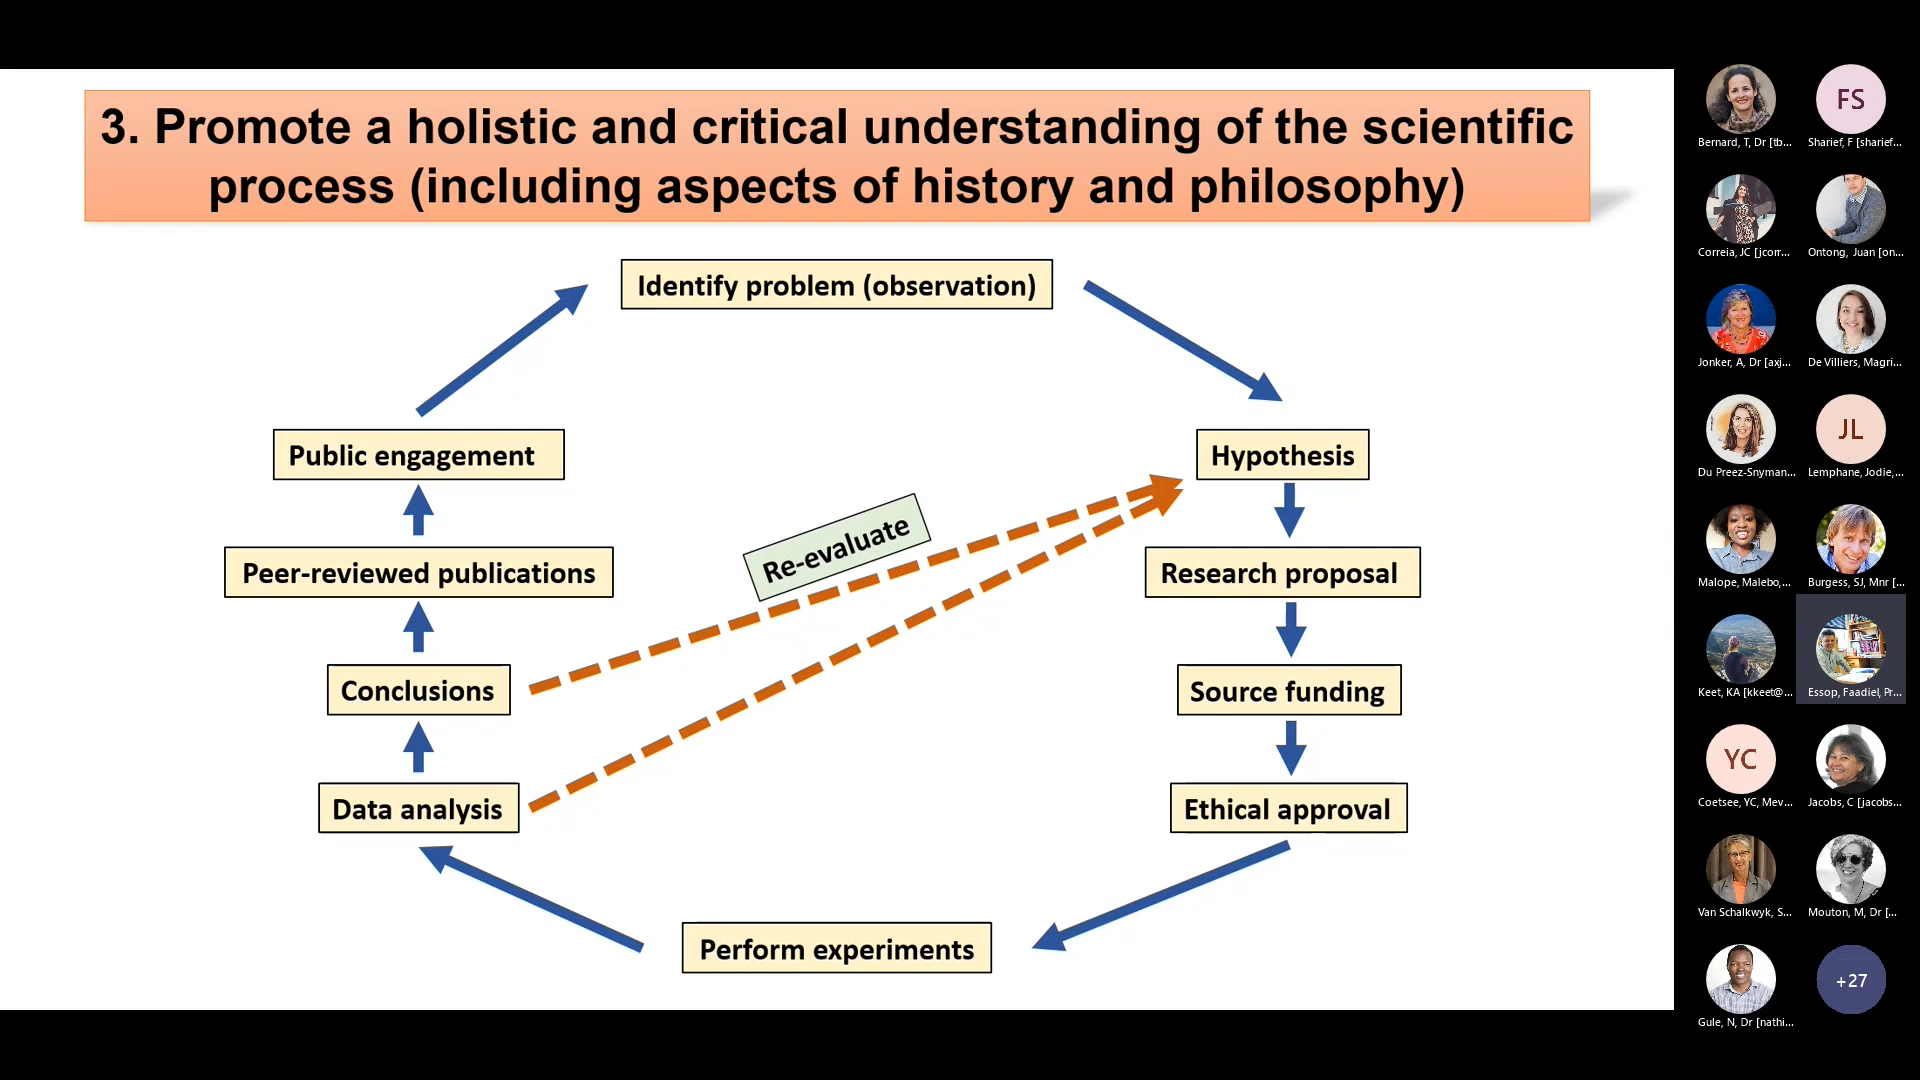 3. Promote a holistic and critical understanding of the scientific
process (including aspects of history and philosophy)
Identify problem (observation)
Public engagement
Hypothesis
Re-evaluate
Peer-reviewed publications
Research proposal
Conclusions
Source funding
Data analysis
Ethical approval
Perform experiments
FS
Bernard, T, Dr [tb...
Sharief, F [sharief...
Correia, JC [jcorr...
Ontong, Juan [on...
Jonker, A, Dr [axj...
De Villiers, Magri...
JL
Du Preez-Snyman...
Lemphane, Jodie,...
Malope, Malebo,...
Burgess, SJ, Mnr [...
Keet, KA [kkeet@...
Essop, Faadiel, Pr...
YC
Coetsee, YC, Mev...
Jacobs, C [jacobs...
Van Schalkwyk, S...
Mouton, M, Dr [...
+27
Gule, N, Dr [nathi...